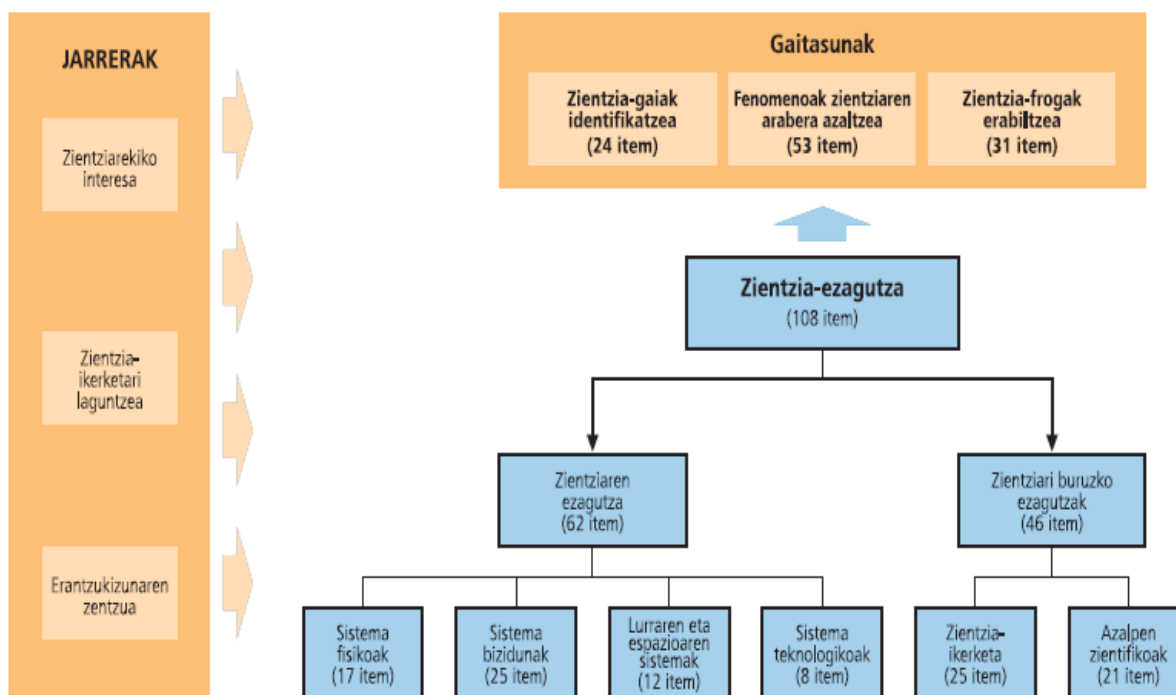 JARRERAK
Zientziarekiko
interesa
Zientzia-
ikerketari
laguntzea
Erantzukizunaren
zentzua
Gaitasunak
Zientzia-gaiak
identifikatzea
(24 item)
Fenomenoak zientziaren
arabera azaltzea
(53 item)
Zientzia-frogak
erabiltzea
(31 item)
Zientzia-ezagutza
(108 item)
Zientziaren
ezagutza
(62 item)
Zientziari buruzko
ezagutzak
(46 item)
Sistema
fisikoak
(17 item)
Sistema
bizidunak
(25 item)
Lurraren eta
espazioaren
sistemak
(12 item)
Sistema
teknologikoak
(8 item)
Zientzia-
ikerketa
(25 item)
Azalpen
zientifikoak
(21 item)